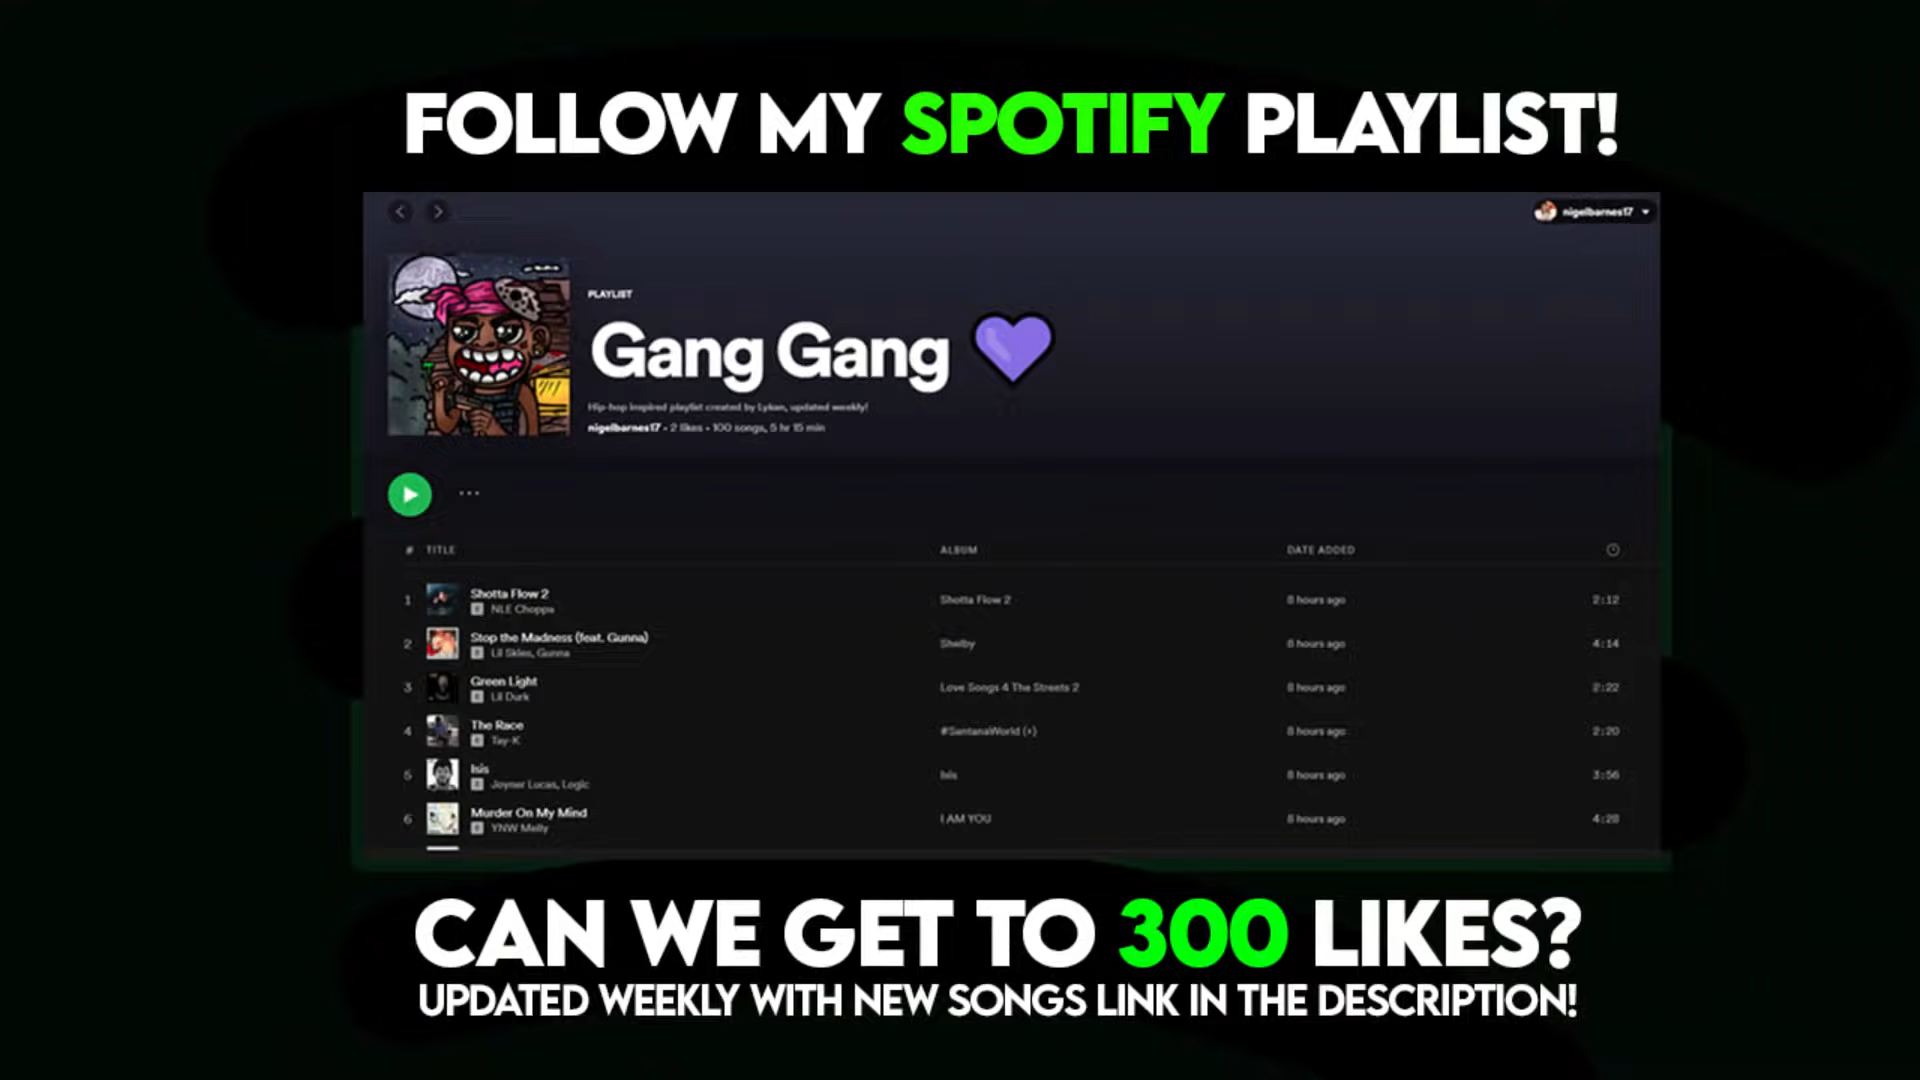 FOLLOW MY SPOTIFY PLAYLIST!
nigelbarnes17
PLAYLIST
Gang Gang
Hip-hop inspired playlist created by Lykan, updated weekly!
nigelbarnes17 • 2 likes • 100 songs, 5 hr 15 min
# TITLE ALBUM DATE ADDED
1 Shotta Flow 2 Shotta Flow 2 8 hours ago 2:12
E NLE Choppa
2 Stop the Madness (feat. Gunna) Shelby 8 hours ago 4:14
E Lil Skies, Gunna
3 Green Light Love Songs 4 The Streets 2 8 hours ago 2:22
E Lil Durk
4 The Race #SantanaWorld (+) 8 hours ago 2:20
E Tay-K
5 Isis Isis 8 hours ago 3:56
E Joyner Lucas, Logic
6 Murder On My Mind I AM YOU 8 hours ago 4:28
E YNW Melly
CAN WE GET TO 300 LIKES?
UPDATED WEEKLY WITH NEW SONGS LINK IN THE DESCRIPTION!